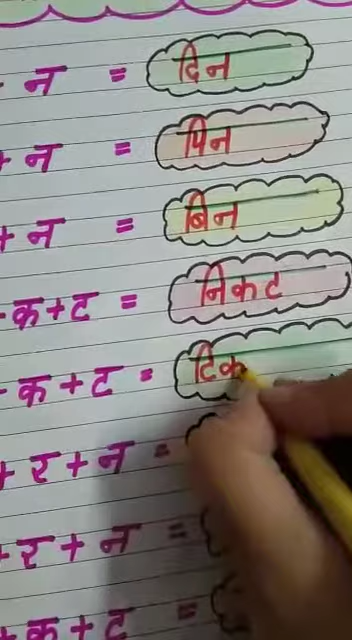 न = दिन
+ न = पिन
+ न = बिन
क+ट = निकट
क+ट = टिक
+ र + न =
+ र + न =
+ क + ट =